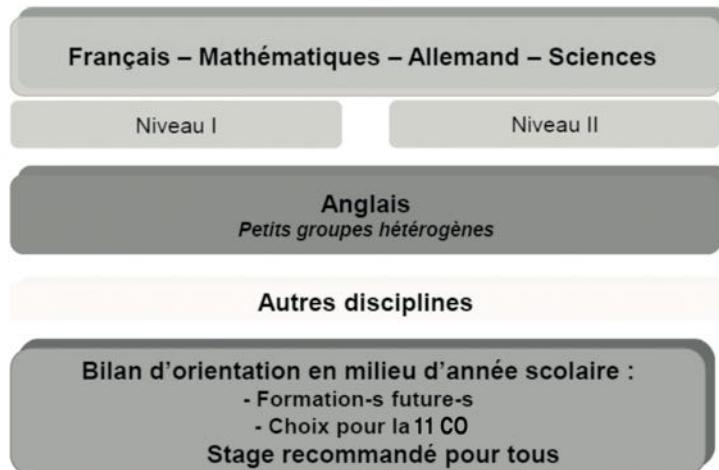 Français – Mathématiques – Allemand – Sciences
Niveau I
Niveau II
Anglais
Petits groupes hétérogènes
Autres disciplines
Bilan d'orientation en milieu d'année scolaire :
- Formation-s future-s
- Choix pour la 11 CO
Stage recommandé pour tous